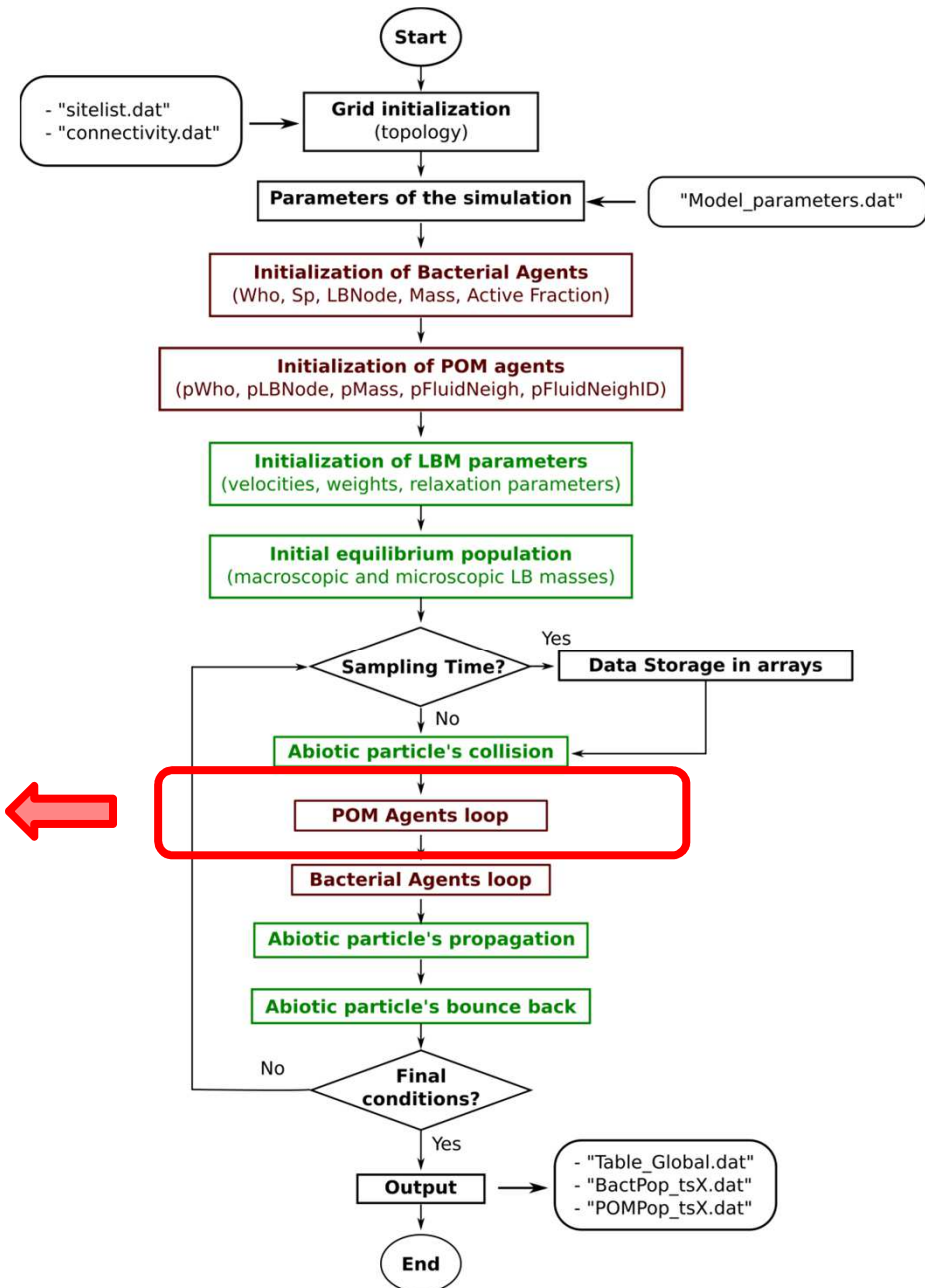 Start
- "sitelist.dat"
- "connectivity.dat"
Grid initialization
(topology)
Parameters of the simulation
"Model_parameters.dat"
Initialization of Bacterial Agents
(Who, Sp, LBNode, Mass, Active Fraction)
Initialization of POM agents
(pWho, pLBNode, pMass, pFluidNeigh, pFluidNeighID)
Initialization of LBM parameters
(velocities, weights, relaxation parameters)
Initial equilibrium population
(macroscopic and microscopic LB masses)
Sampling Time?
Yes
Data Storage in arrays
No
Abiotic particle's collision
POM Agents loop
Bacterial Agents loop
Abiotic particle's propagation
Abiotic particle's bounce back
No
Final
conditions?
Yes
Output
- "Table_Global.dat"
- "BactPop_tsX.dat"
- "POMPop_tsX.dat"
End